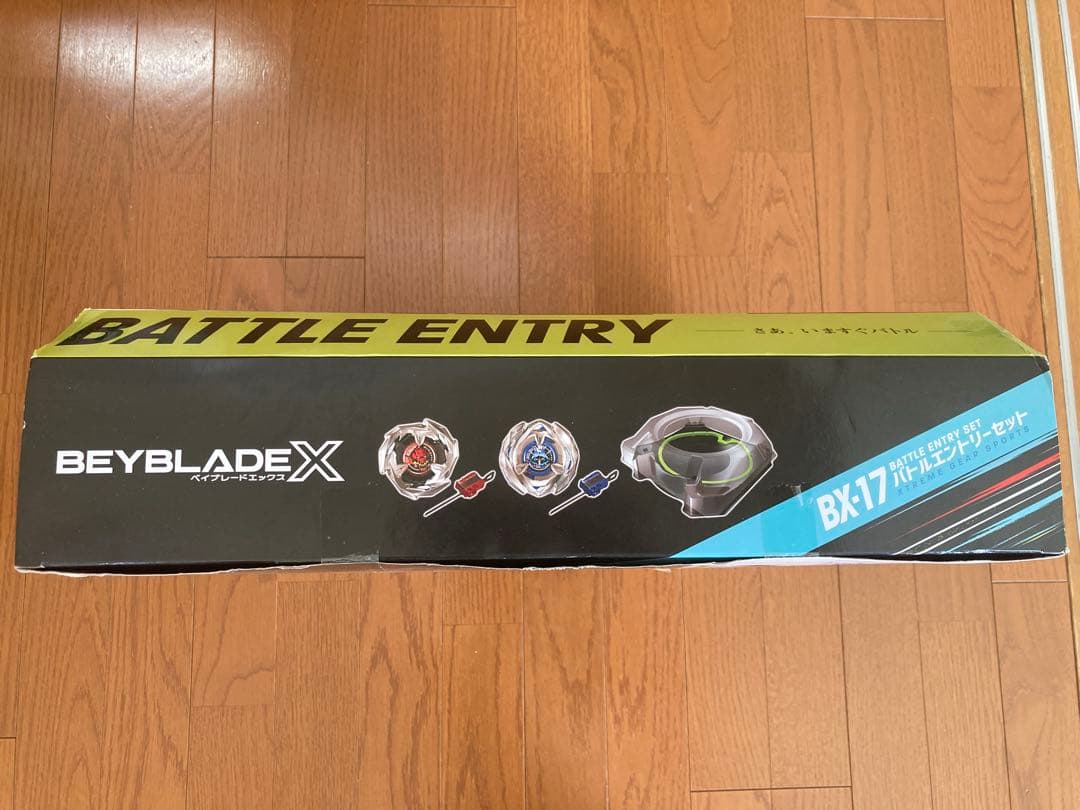 BATTLE ENTRY
さあ、いますぐバトル
BEYBLADE X
ベイブレードエックス
BX-17
BATTLE ENTRY SET
バトルエントリーセット
XTREME GEAR SPORTS